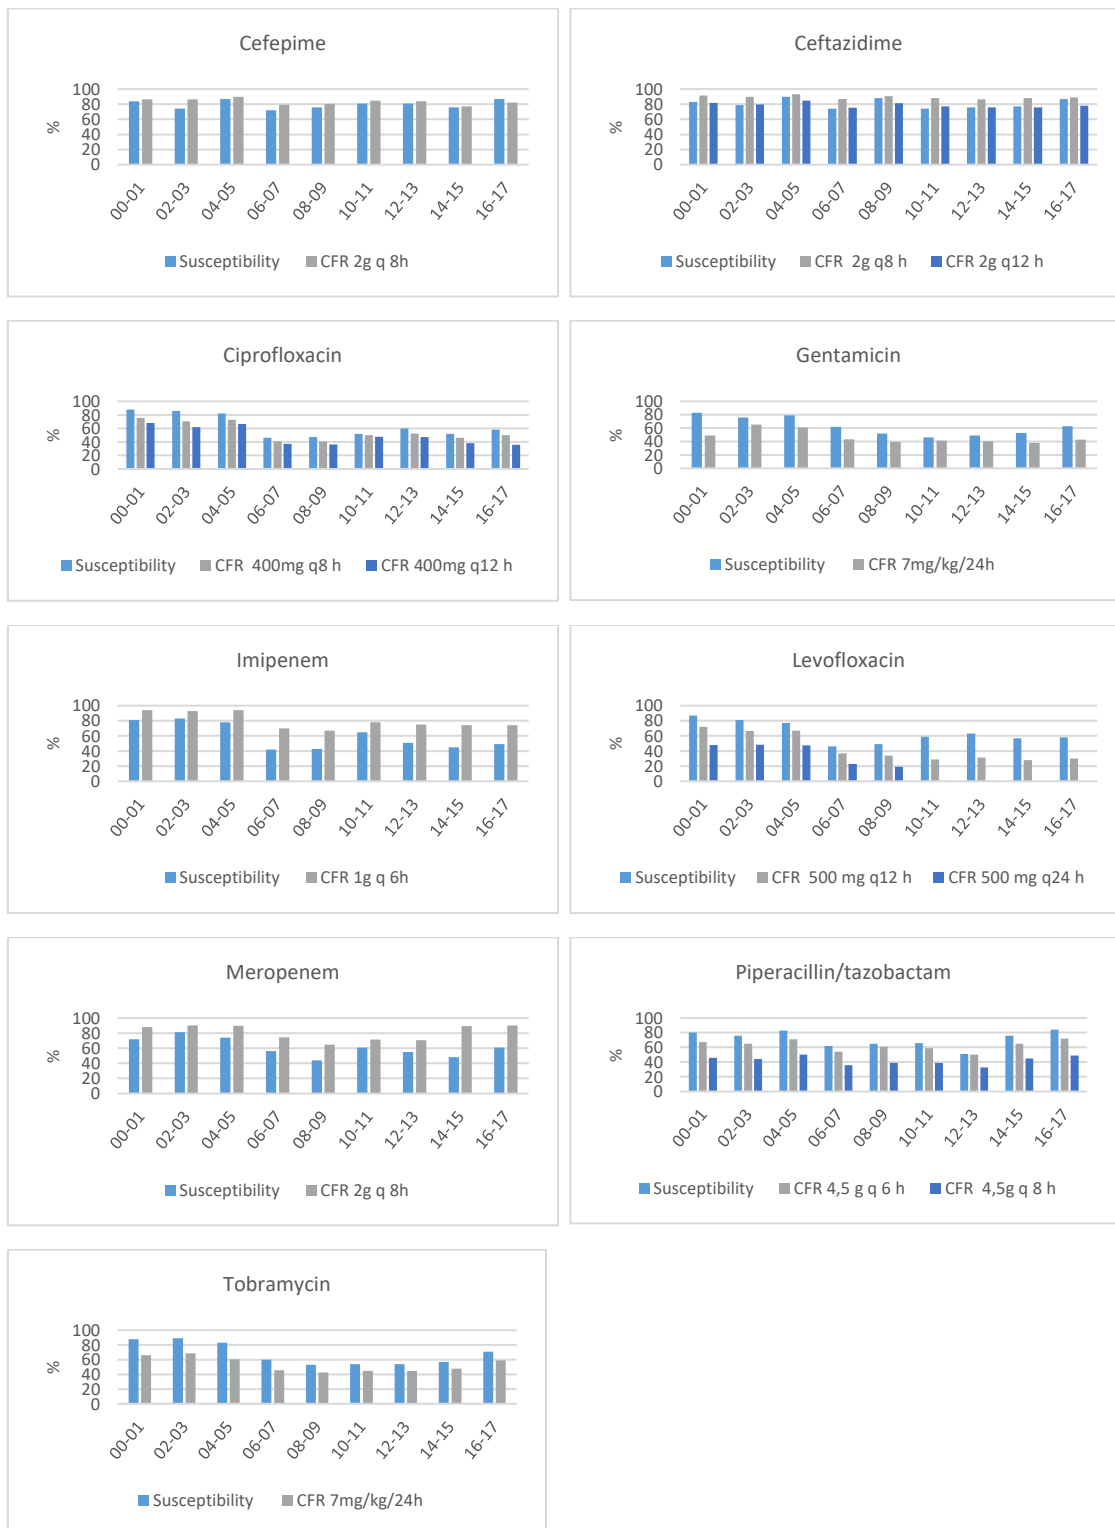 Cefepime
%
100
80
60
40
20
0
00-01 02-03 04-05 06-07 08-09 10-11 12-13 14-15 16-17
Susceptibility CFR 2g q 8h
Ceftazidime
%
100
80
60
40
20
0
00-01 02-03 04-05 06-07 08-09 10-11 12-13 14-15 16-17
Susceptibility CFR 2g q8 h CFR 2g q12 h
Ciprofloxacin
%
100
80
60
40
20
0
00-01 02-03 04-05 06-07 08-09 10-11 12-13 14-15 16-17
Susceptibility CFR 400mg q8 h CFR 400mg q12 h
Gentamicin
%
100
80
60
40
20
0
00-01 02-03 04-05 06-07 08-09 10-11 12-13 14-15 16-17
Susceptibility CFR 7mg/kg/24h
Imipenem
%
100
80
60
40
20
0
00-01 02-03 04-05 06-07 08-09 10-11 12-13 14-15 16-17
Susceptibility CFR 1g q 6h
Levofloxacin
%
100
80
60
40
20
0
00-01 02-03 04-05 06-07 08-09 10-11 12-13 14-15 16-17
Susceptibility CFR 500 mg q12 h CFR 500 mg q24 h
Meropenem
%
100
80
60
40
20
0
00-01 02-03 04-05 06-07 08-09 10-11 12-13 14-15 16-17
Susceptibility CFR 2g q 8h
Piperacillin/tazobactam
%
100
80
60
40
20
0
00-01 02-03 04-05 06-07 08-09 10-11 12-13 14-15 16-17
Susceptibility CFR 4,5 g q 6 h CFR 4,5g q 8 h
Tobramycin
%
100
80
60
40
20
0
00-01 02-03 04-05 06-07 08-09 10-11 12-13 14-15 16-17
Susceptibility CFR 7mg/kg/24h